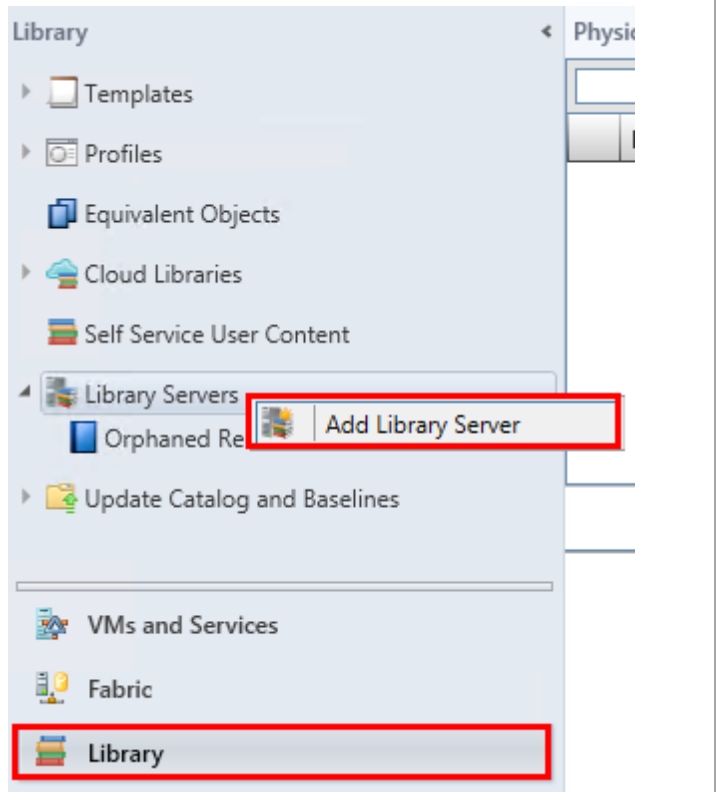 Library
Physic
Templates
Profiles
Equivalent Objects
Cloud Libraries
Self Service User Content
Library Servers
Add Library Server
Orphaned Re
Update Catalog and Baselines
VMs and Services
Fabric
Library